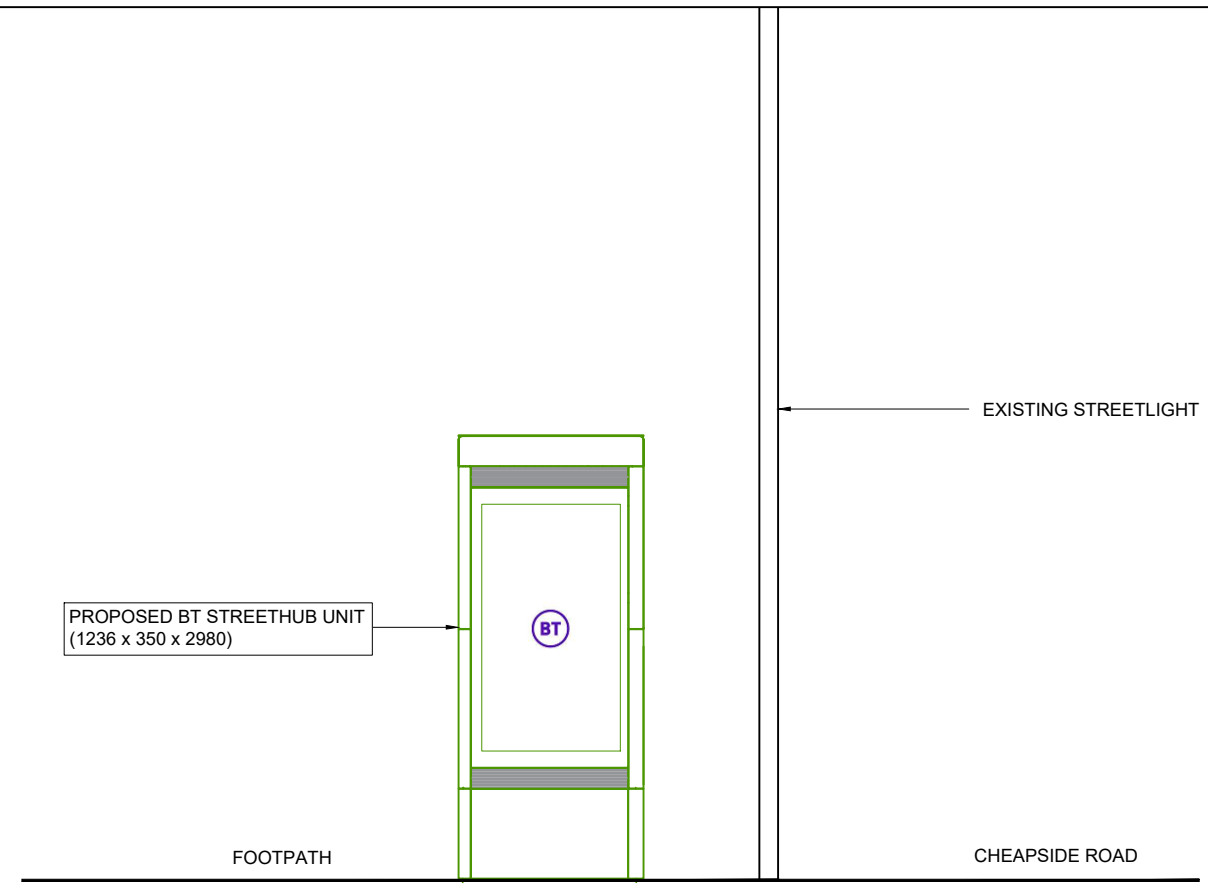 EXISTING STREETLIGHT
PROPOSED BT STREETHUB UNIT
(1236 x 350 x 2980)
BT
FOOTPATH
CHEAPSIDE ROAD